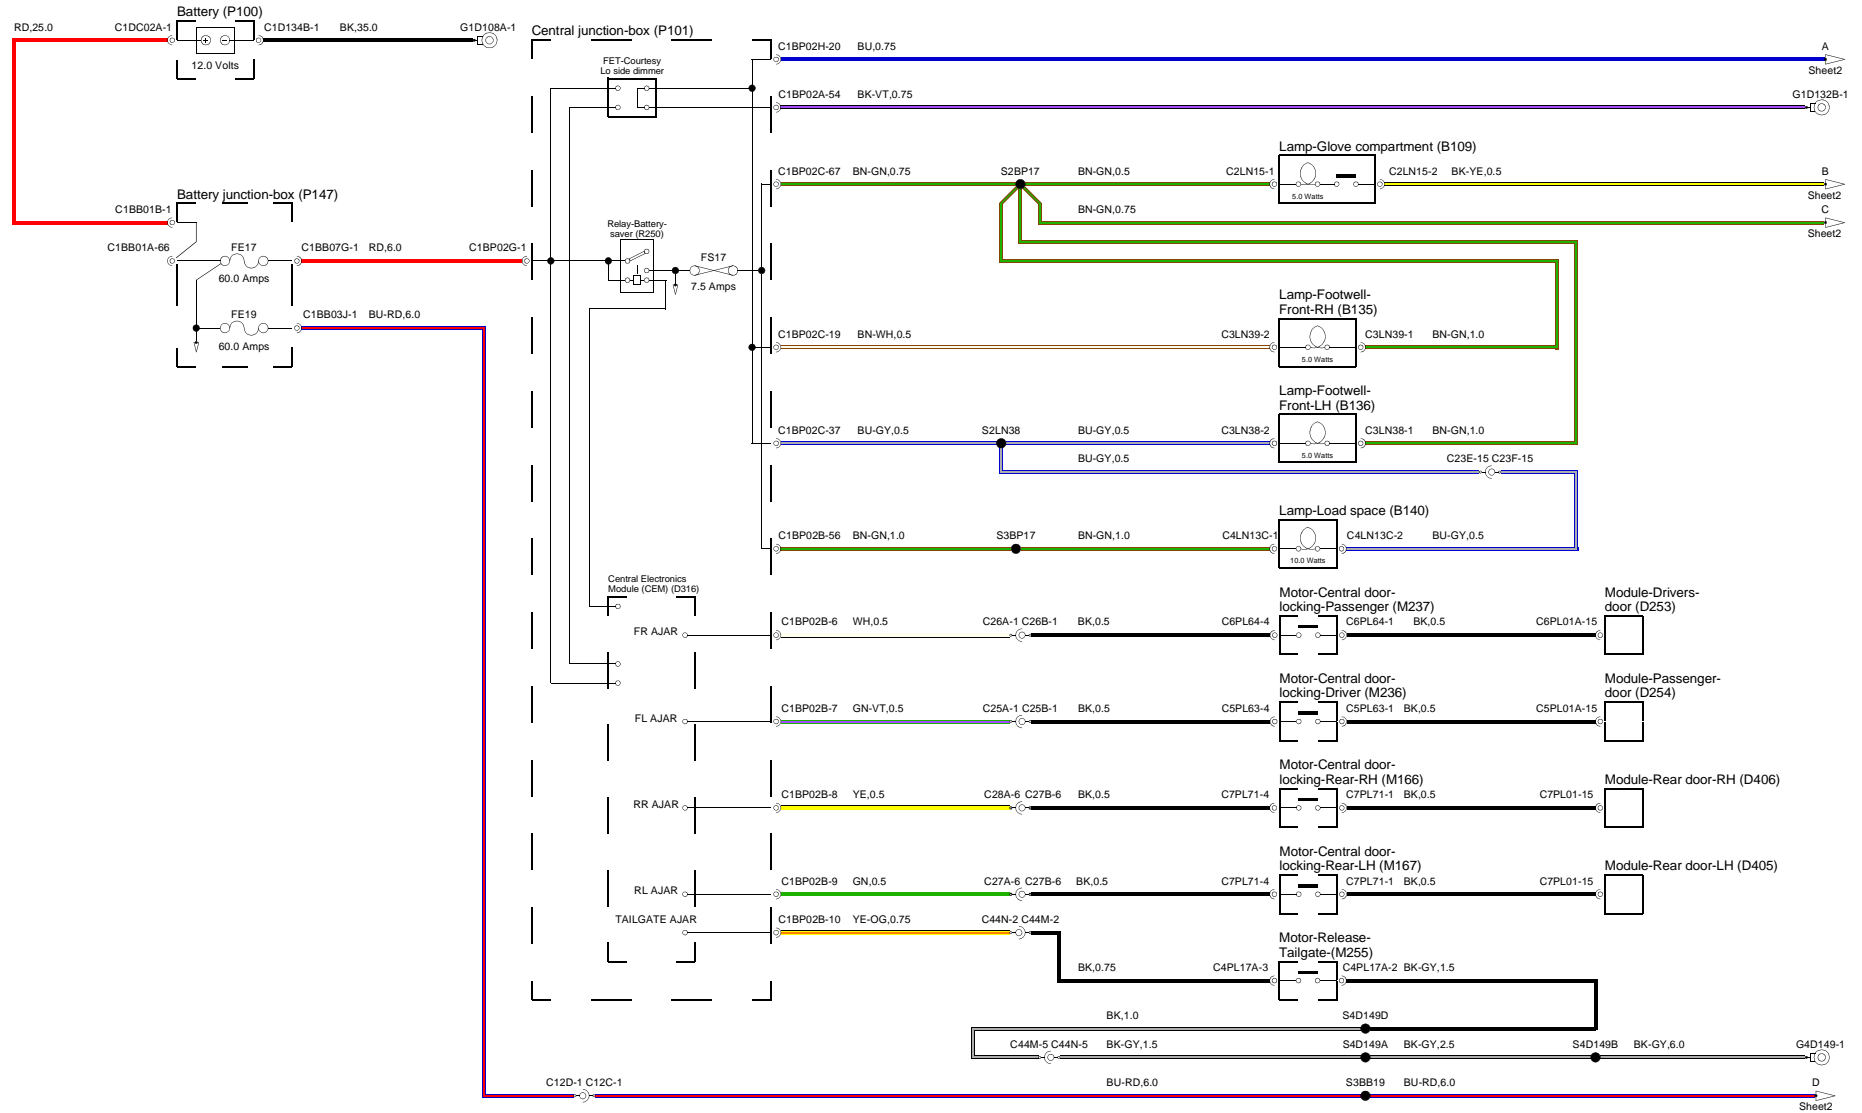 Battery (P100)
RD,25.0
C1DC02A-1
C1D134B-1
BK,35.0
G1D108A-1
12.0 Volts
Central junction-box (P101)
FET-Courtesy
Lo side dimmer
C1BP02H-20
BU,0.75
A
Sheet2
C1BP02A-54
BK-VT,0.75
G1D132B-1
Lamp-Glove compartment (B109)
C1BP02C-67
BN-GN,0.75
S2BP17
BN-GN,0.5
C2LN15-1
5.0 Watts
C2LN15-2
BK-YE,0.5
B
Sheet2
BN-GN,0.75
C
Sheet2
Battery junction-box (P147)
C1BB01B-1
C1BB01A-66
FE17
60.0 Amps
C1BB07G-1
RD,6.0
C1BP02G-1
Relay-Battery-
saver (R250)
FS17
7.5 Amps
FE19
60.0 Amps
C1BB03J-1
BU-RD,6.0
Lamp-Footwell-
Front-RH (B135)
C1BP02C-19
BN-WH,0.5
C3LN39-2
5.0 Watts
C3LN39-1
BN-GN,1.0
Lamp-Footwell-
Front-LH (B136)
C1BP02C-37
BU-GY,0.5
S2LN38
BU-GY,0.5
C3LN38-2
5.0 Watts
C3LN38-1
BN-GN,1.0
BU-GY,0.5
C23E-15 C23F-15
Lamp-Load space (B140)
C1BP02B-56
BN-GN,1.0
S3BP17
BN-GN,1.0
C4LN13C-1
10.0 Watts
C4LN13C-2
BU-GY,0.5
Central Electronics
Module (CEM) (D316)
Motor-Central door-
locking-Passenger (M237)
Module-Drivers-
door (D253)
FR AJAR
C1BP02B-6
WH,0.5
C26A-1 C26B-1
BK,0.5
C6PL64-4
C6PL64-1
BK,0.5
C6PL01A-15
Motor-Central door-
locking-Driver (M236)
Module-Passenger-
door (D254)
FL AJAR
C1BP02B-7
GN-VT,0.5
C25A-1 C25B-1
BK,0.5
C5PL63-4
C5PL63-1
BK,0.5
C5PL01A-15
Motor-Central door-
locking-Rear-RH (M166)
Module-Rear door-RH (D406)
RR AJAR
C1BP02B-8
YE,0.5
C28A-6 C27B-6
BK,0.5
C7PL71-4
C7PL71-1
BK,0.5
C7PL01-15
Motor-Central door-
locking-Rear-LH (M167)
Module-Rear door-LH (D405)
RL AJAR
C1BP02B-9
GN,0.5
C27A-6 C27B-6
BK,0.5
C7PL71-4
C7PL71-1
BK,0.5
C7PL01-15
TAILGATE AJAR
C1BP02B-10
YE-OG,0.75
C44N-2 C44M-2
Motor-Release-
Tailgate-(M255)
BK,0.75
C4PL17A-3
C4PL17A-2
BK-GY,1.5
BK,1.0
S4D149D
C44M-5 C44N-5
BK-GY,1.5
S4D149A
BK-GY,2.5
S4D149B
BK-GY,6.0
G4D149-1
C12D-1 C12C-1
BU-RD,6.0
S3BB19
BU-RD,6.0
D
Sheet2